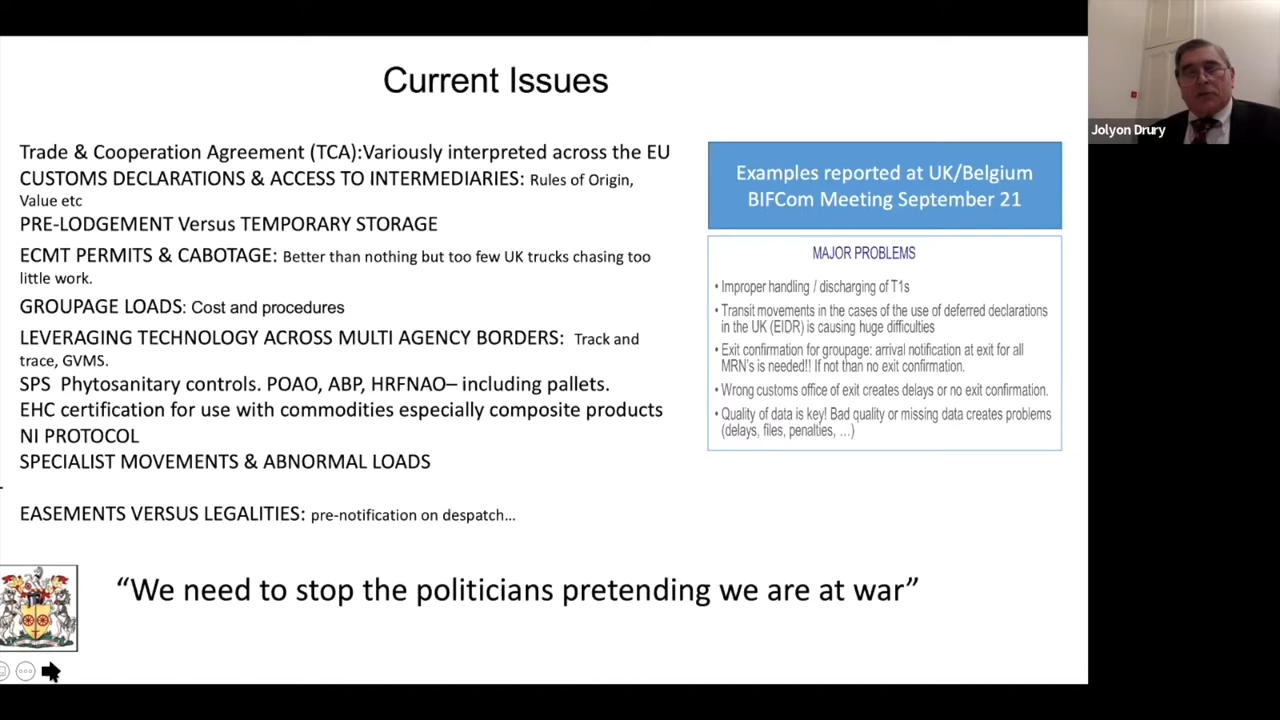 Current Issues
Trade & Cooperation Agreement (TCA):Variously interpreted across the EU
CUSTOMS DECLARATIONS & ACCESS TO INTERMEDIARIES: Rules of Origin,
Value etc
PRE-LODGEMENT Versus TEMPORARY STORAGE
ECMT PERMITS & CABOTAGE: Better than nothing but too few UK trucks chasing too
little work.
GROUPAGE LOADS: Cost and procedures
LEVERAGING TECHNOLOGY ACROSS MULTI AGENCY BORDERS: Track and
trace, GVMS.
SPS Phytosanitary controls. POAO, ABP, HRFNAO– including pallets.
EHC certification for use with commodities especially composite products
NI PROTOCOL
SPECIALIST MOVEMENTS & ABNORMAL LOADS
EASEMENTS VERSUS LEGALITIES: pre-notification on despatch…
Examples reported at UK/Belgium
BIFCom Meeting September 21
MAJOR PROBLEMS
• Improper handling / discharging of T1s
• Transit movements in the cases of the use of deferred declarations
in the UK (EIDR) is causing huge difficulties
• Exit confirmation for groupage: arrival notification at exit for all
MRN's is needed!! If not than no exit confirmation.
• Wrong customs office of exit creates delays or no exit confirmation.
• Quality of data is key! Bad quality or missing data creates problems
(delays, files, penalties, …)
“We need to stop the politicians pretending we are at war”
Jolyon Drury